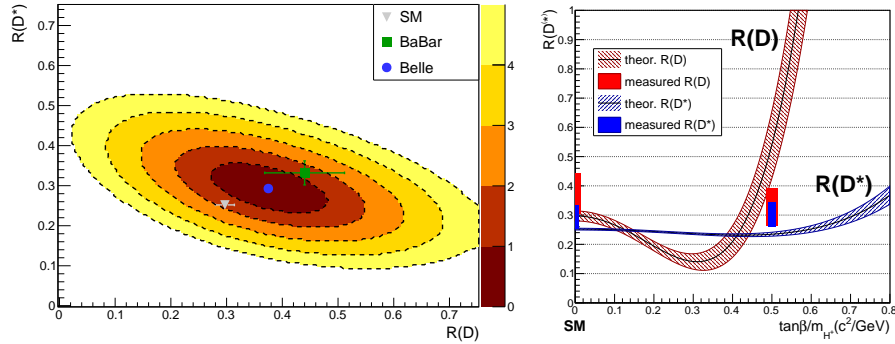 R(D*)
0.7
0.6
0.5
0.4
0.3
0.2
0.1
0
0 0.1 0.2 0.3 0.4 0.5 0.6 0.7
R(D)
SM
BaBar
Belle
4
3
2
1
0
R(D(*))
1
0.9
0.8
0.7
0.6
0.5
0.4
0.3
0.2
0.1
0
R(D)
theor. R(D)
measured R(D)
theor. R(D*)
measured R(D*)
R(D*)
0 0.1 0.2 0.3 0.4 0.5 0.6 0.7 0.8
SM
tanβ/mH+(c2/GeV)